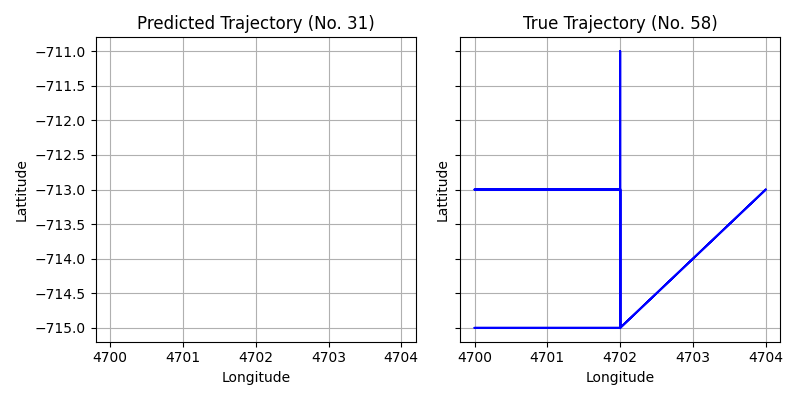 Predicted Trajectory (No. 31)
−711.0
−711.5
−712.0
−712.5
−713.0
−713.5
−714.0
−714.5
−715.0
Lattitude
4700 4701 4702 4703 4704
Longitude
True Trajectory (No. 58)
Lattitude
4700 4701 4702 4703 4704
Longitude